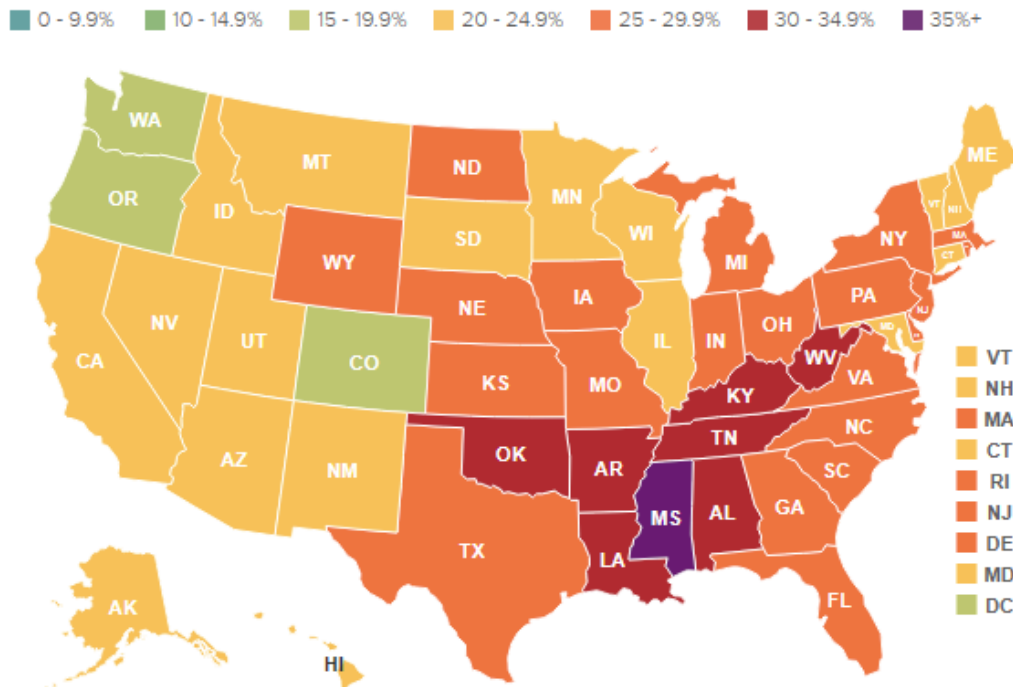 0 - 9.9% 10 - 14.9% 15 - 19.9% 20 - 24.9% 25 - 29.9% 30 - 34.9% 35%+
WA
MT
ND
ME
OR
ID
MN
VT
NH
SD
WI
NY
MA
WY
MI
CT
NE
IA
PA
NV
UT
IL
IN
OH
NJ
CA
CO
MD
KS
MO
WV
VA
KY
NC
TN
AZ
NM
OK
AR
SC
MS
AL
GA
TX
LA
FL
AK
HI
VT
NH
MA
CT
RI
NJ
DE
MD
DC